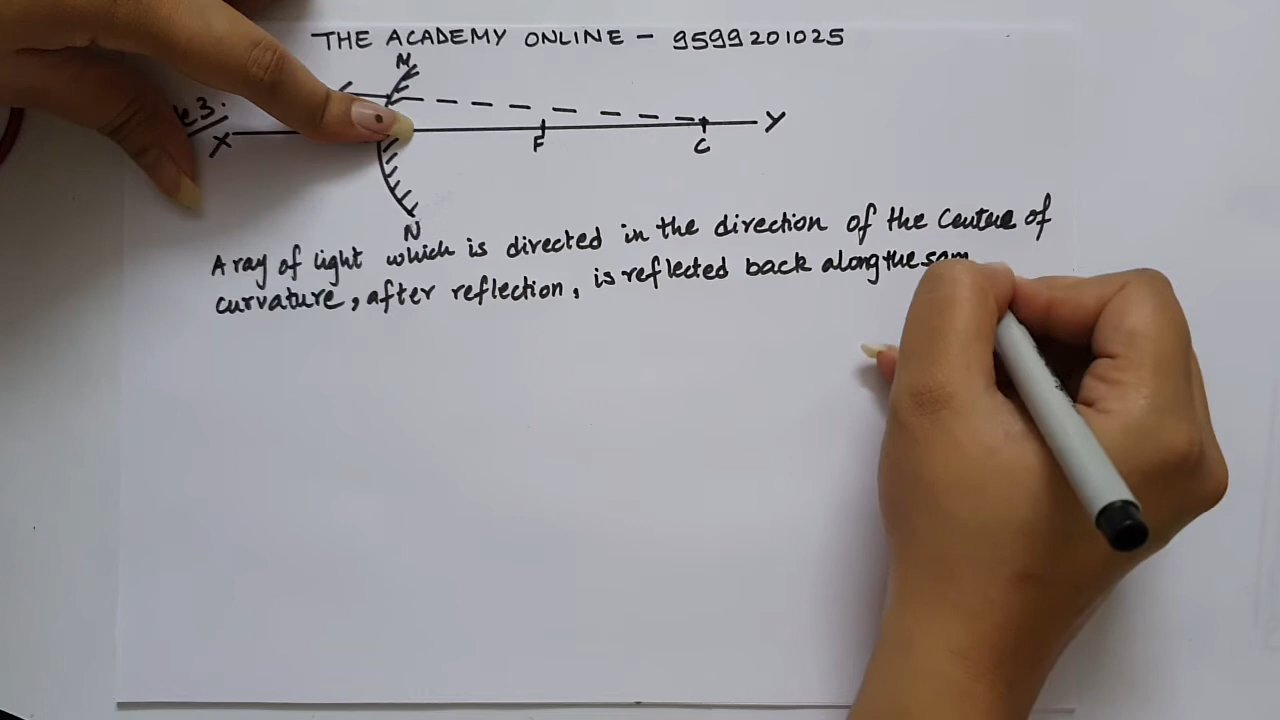 THE ACADEMY ONLINE - 9599201025
M
X
F
C
Y
N
A ray of light which is directed in the direction of the Centre of
curvature, after reflection, is reflected back along the sam